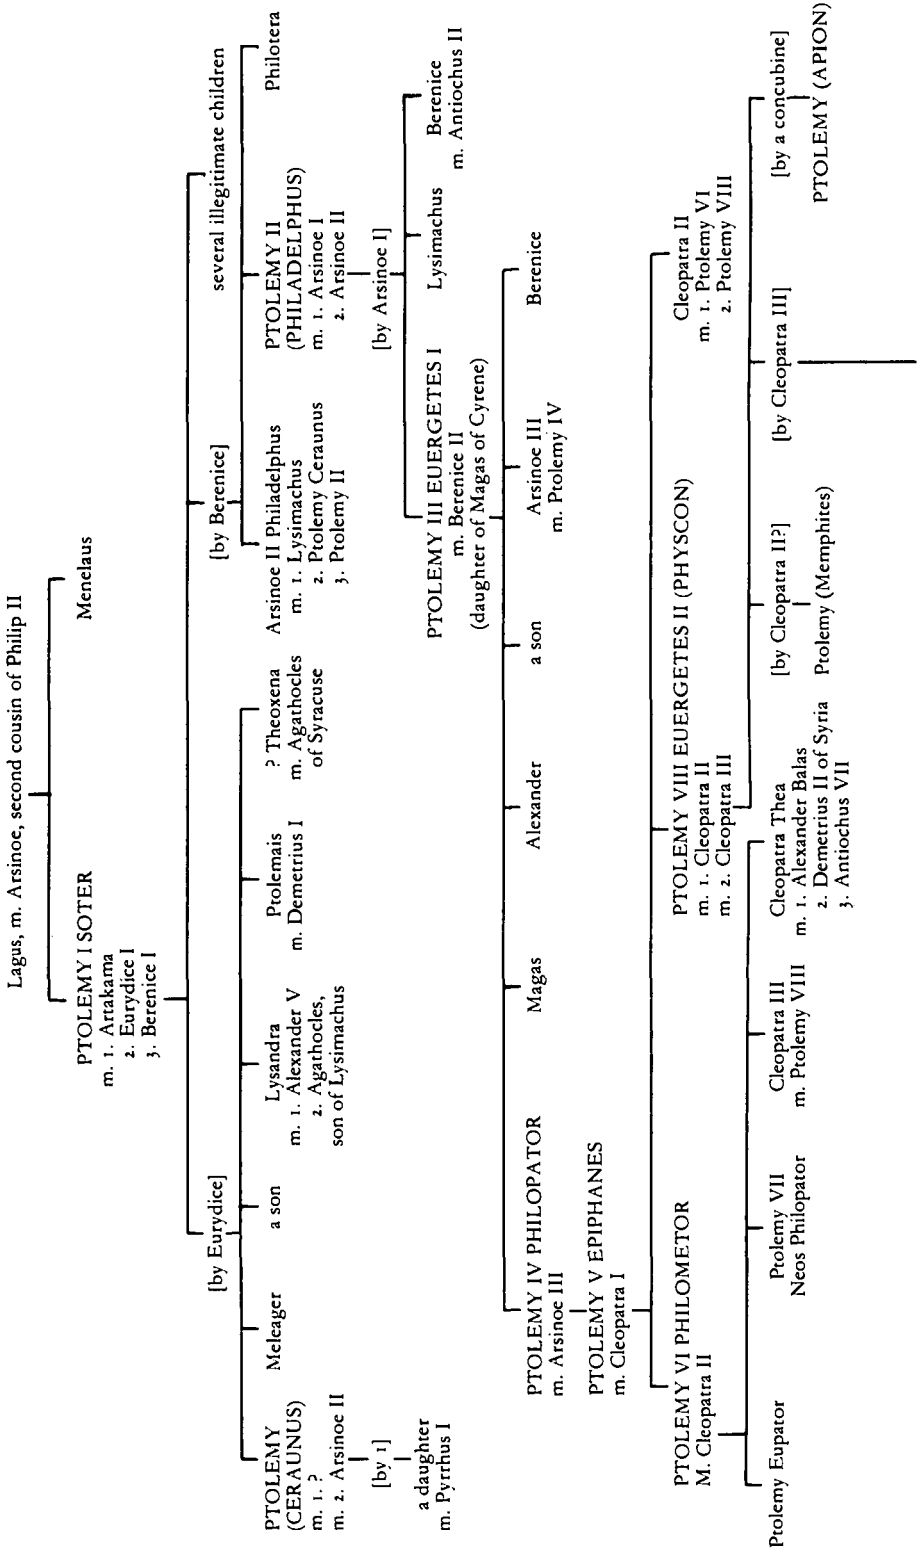 Lagus, m. Arsinoe, second cousin of Philip II
PTOLEMY I SOTER
m. 1. Artakama
2. Eurydice I
3. Berenice I
Menelaus
[by Eurydice]
[by Berenice]
several illegitimate children
PTOLEMY
(CERAUNUS)
m. 1. ?
m. 2. Arsinoe II
Meleager
a son
Lysandra
m. 1. Alexander V
2. Agathocles,
son of Lysimachus
Ptolemais
m. Demetrius I
? Theoxena
m. Agathocles
of Syracuse
Arsinoe II Philadelphus
m. 1. Lysimachus
2. Ptolemy Ceraunus
3. Ptolemy II
PTOLEMY II
(PHILADELPHUS)
m. 1. Arsinoe I
2. Arsinoe II
Philotera
[by 1]
a daughter
m. Pyrrhus I
[by Arsinoe I]
PTOLEMY III EUERGETES I
m. Berenice II
(daughter of Magas of Cyrene)
Lysimachus
Berenice
m. Antiochus II
PTOLEMY IV PHILOPATOR
m. Arsinoe III
Magas
Alexander
a son
Arsinoe III
m. Ptolemy IV
Berenice
PTOLEMY V EPIPHANES
m. Cleopatra I
PTOLEMY VI PHILOMETOR
M. Cleopatra II
PTOLEMY VIII EUERGETES II (PHYSCON)
m. 1. Cleopatra II
m. 2. Cleopatra III
Cleopatra II
m. 1. Ptolemy VI
2. Ptolemy VIII
Ptolemy Eupator
Ptolemy VII
Neos Philopator
Cleopatra III
m. Ptolemy VIII
Cleopatra Thea
m. 1. Alexander Balas
2. Demetrius II of Syria
3. Antiochus VII
[by Cleopatra II?]
Ptolemy (Memphites)
[by Cleopatra III]
[by a concubine]
PTOLEMY (APION)